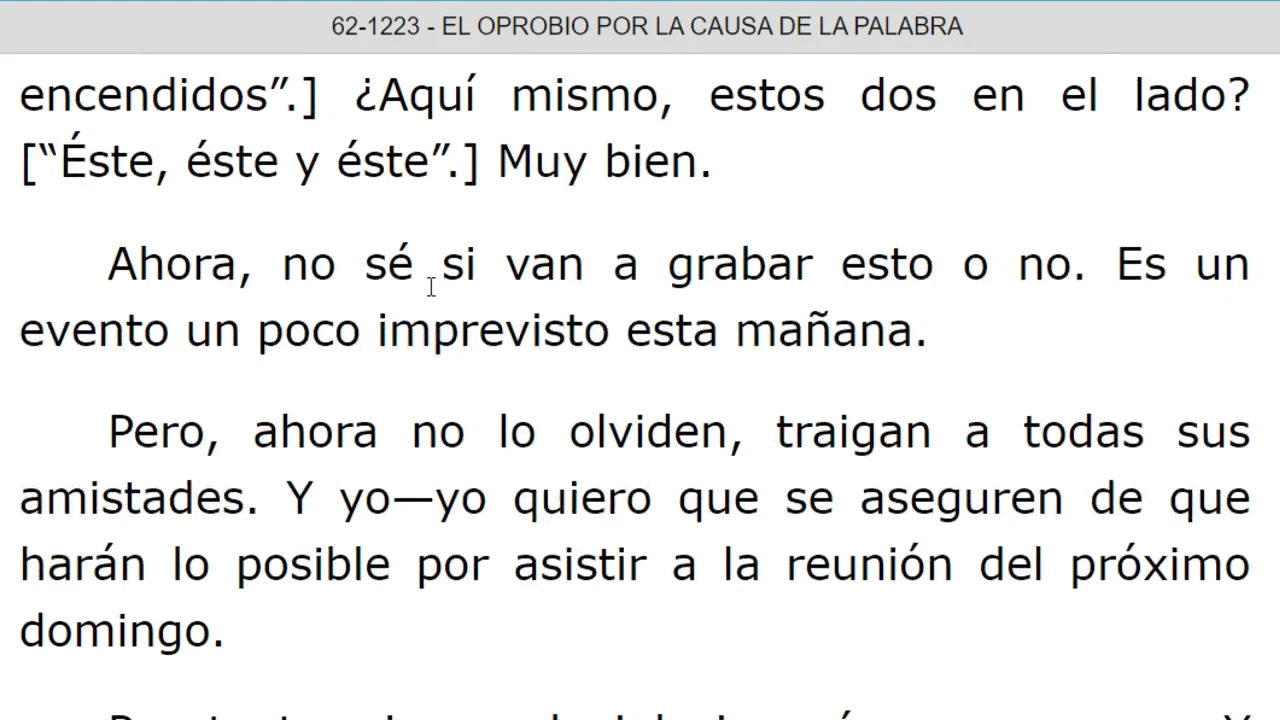 62-1223 - EL OPROBIO POR LA CAUSA DE LA PALABRA
encendidos”.] ¿Aquí mismo, estos dos en el lado?
[“Éste, éste y éste”.] Muy bien.
Ahora, no sé si van a grabar esto o no. Es un
evento un poco imprevisto esta mañana.
Pero, ahora no lo olviden, traigan a todas sus
amistades. Y yo—yo quiero que se aseguren de que
harán lo posible por asistir a la reunión del próximo
domingo.